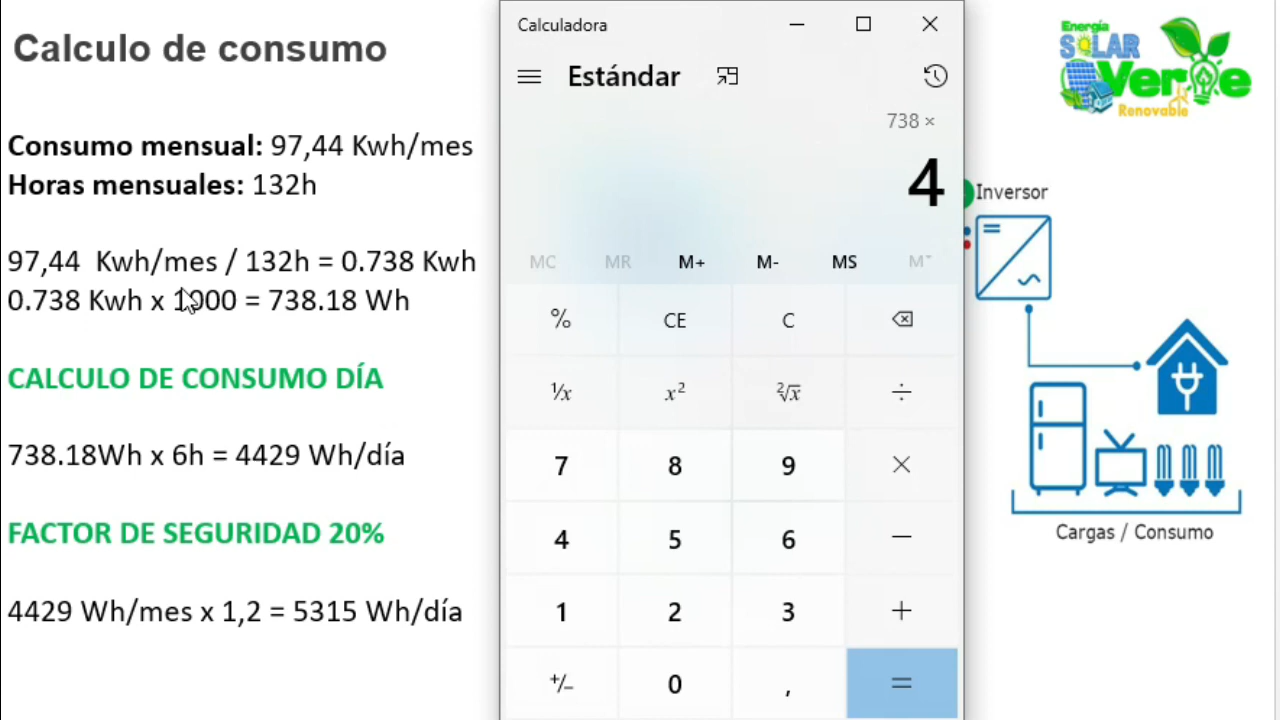 Calculo de consumo
Consumo mensual: 97,44 Kwh/mes
Horas mensuales: 132h
97,44 Kwh/mes / 132h = 0.738 Kwh
0.738 Kwh x 1000 = 738.18 Wh
CALCULO DE CONSUMO DÍA
738.18Wh x 6h = 4429 Wh/día
FACTOR DE SEGURIDAD 20%
4429 Wh/mes x 1,2 = 5315 Wh/día
Calculadora
Estándar
738 ×
4
MC MR M+ M- MS M˅
% CE C
1/x x² ²√x ÷
7 8 9 ×
4 5 6 −
1 2 3 +
+/− 0 , =
Energía
SOLAR
Verde
Renovable
Inversor
Cargas / Consumo